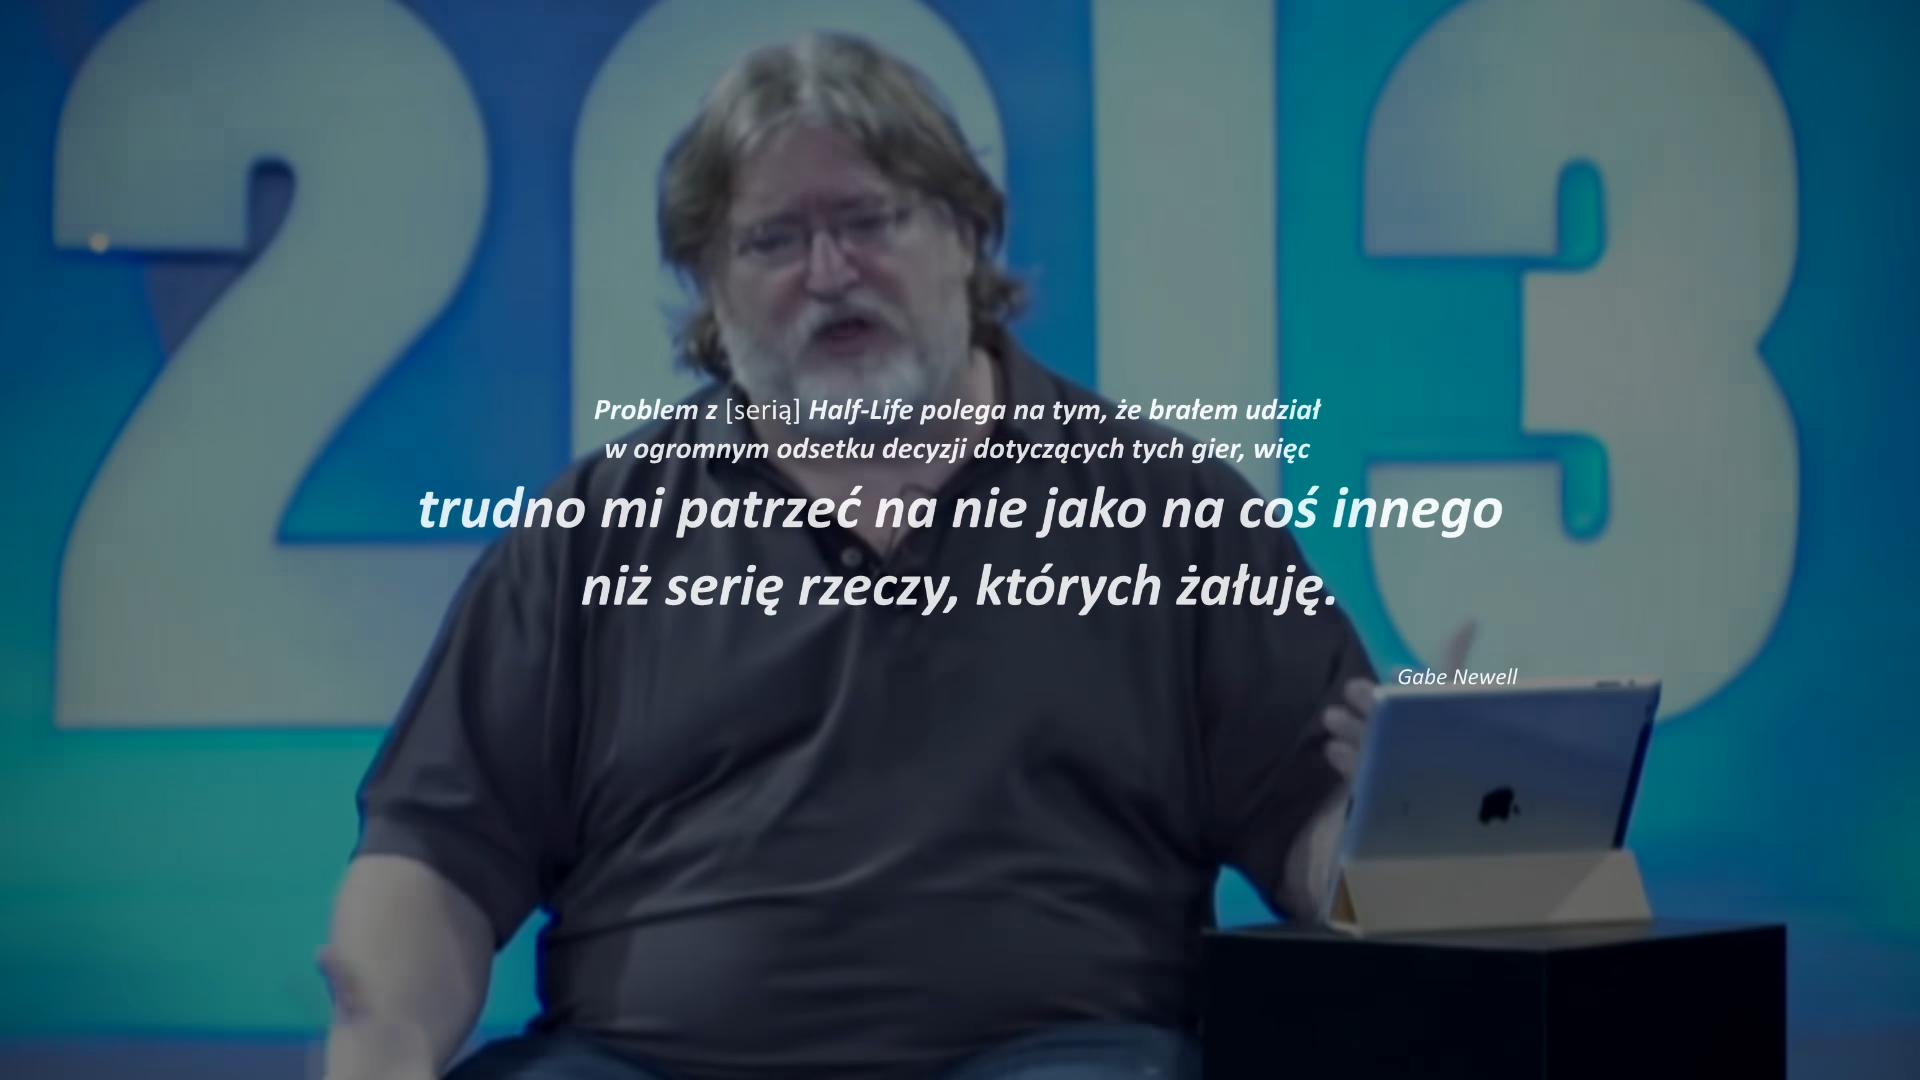 2013
Problem z [serią] Half-Life polega na tym, że brałem udział
w ogromnym odsetku decyzji dotyczących tych gier, więc
trudno mi patrzeć na nie jako na coś innego
niż serię rzeczy, których żałuję.
Gabe Newell